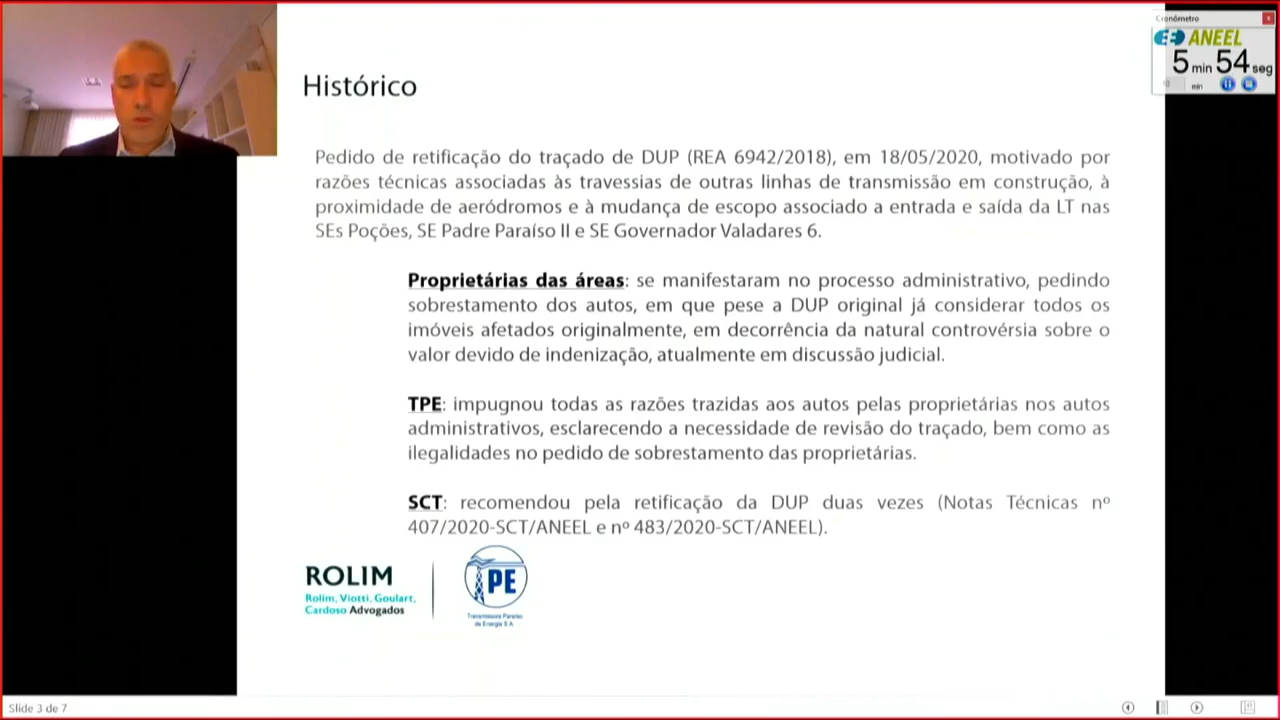 Cronômetro
ANEEL
5 min 54 seg
min
Histórico
Pedido de retificação do traçado de DUP (REA 6942/2018), em 18/05/2020, motivado por
razões técnicas associadas às travessias de outras linhas de transmissão em construção, à
proximidade de aeródromos e à mudança de escopo associado a entrada e saída da LT nas
SEs Poções, SE Padre Paraíso II e SE Governador Valadares 6.
Proprietárias das áreas: se manifestaram no processo administrativo, pedindo
sobrestamento dos autos, em que pese a DUP original já considerar todos os
imóveis afetados originalmente, em decorrência da natural controvérsia sobre o
valor devido de indenização, atualmente em discussão judicial.
TPE: impugnou todas as razões trazidas aos autos pelas proprietárias nos autos
administrativos, esclarecendo a necessidade de revisão do traçado, bem como as
ilegalidades no pedido de sobrestamento das proprietárias.
SCT: recomendou pela retificação da DUP duas vezes (Notas Técnicas nº
407/2020-SCT/ANEEL e nº 483/2020-SCT/ANEEL).
ROLIM
Rolim, Viotti, Goulart,
Cardoso Advogados
TPE
Transmissora Paraíso
de Energia S A
Slide 3 de 7